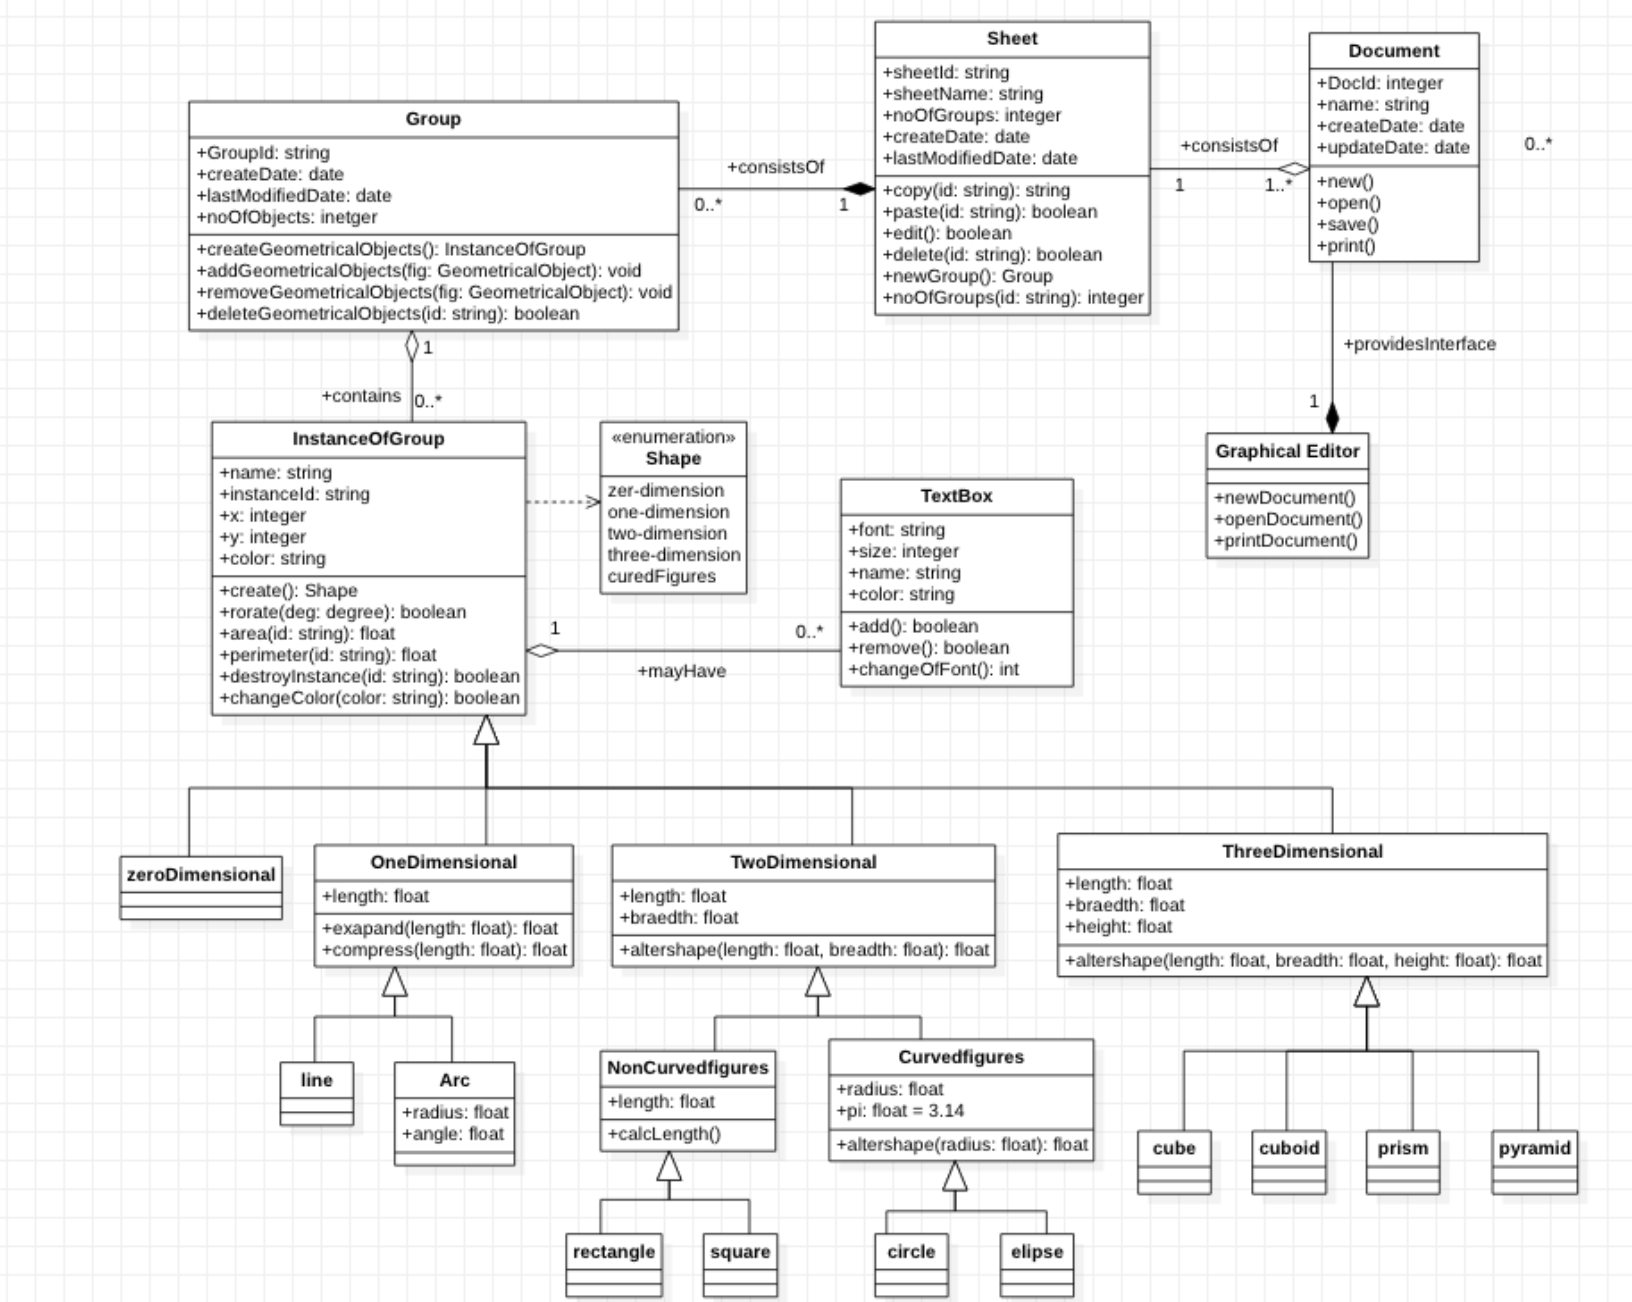 Sheet
+sheetId: string
+sheetName: string
+noOfGroups: integer
+createDate: date
+lastModifiedDate: date
+copy(id: string): string
+paste(id: string): boolean
+edit(): boolean
+delete(id: string): boolean
+newGroup(): Group
+noOfGroups(id: string): integer
Document
+DocId: integer
+name: string
+createDate: date
+updateDate: date
+new()
+open()
+save()
+print()
0..*
+consistsOf
1
1..*
Group
+GroupId: string
+createDate: date
+lastModifiedDate: date
+noOfObjects: inetger
+createGeometricalObjects(): InstanceOfGroup
+addGeometricalObjects(fig: GeometricalObject): void
+removeGeometricalObjects(fig: GeometricalObject): void
+deleteGeometricalObjects(id: string): boolean
+consistsOf
0..*
1
+providesInterface
1
Graphical Editor
+newDocument()
+openDocument()
+printDocument()
1
+contains
0..*
InstanceOfGroup
+name: string
+instanceId: string
+x: integer
+y: integer
+color: string
+create(): Shape
+rorate(deg: degree): boolean
+area(id: string): float
+perimeter(id: string): float
+destroyInstance(id: string): boolean
+changeColor(color: string): boolean
«enumeration»
Shape
zer-dimension
one-dimension
two-dimension
three-dimension
curedFigures
TextBox
+font: string
+size: integer
+name: string
+color: string
+add(): boolean
+remove(): boolean
+changeOfFont(): int
1
0..*
+mayHave
zeroDimensional
OneDimensional
+length: float
+exapand(length: float): float
+compress(length: float): float
TwoDimensional
+length: float
+braedth: float
+altershape(length: float, breadth: float): float
ThreeDimensional
+length: float
+braedth: float
+height: float
+altershape(length: float, breadth: float, height: float): float
line
Arc
+radius: float
+angle: float
NonCurvedfigures
+length: float
+calcLength()
Curvedfigures
+radius: float
+pi: float = 3.14
+altershape(radius: float): float
cube
cuboid
prism
pyramid
rectangle
square
circle
elipse